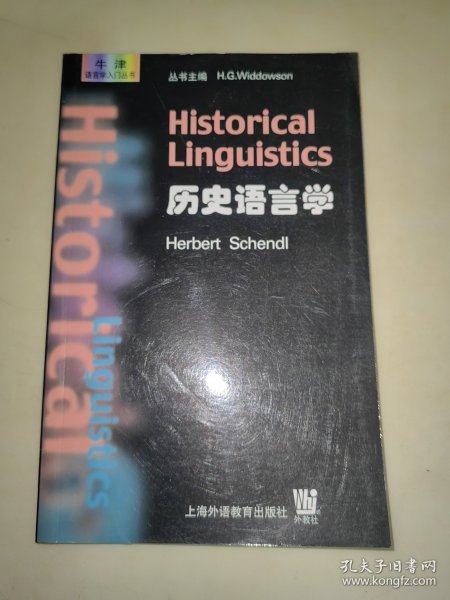 牛津
语言学入门丛书
丛书主编 H.G.Widdowson
Historical
Linguistics
历史语言学
Herbert Schendl
Historical
Linguistics
上海外语教育出版社
外教社
孔夫子旧书网
www.kongfz.com